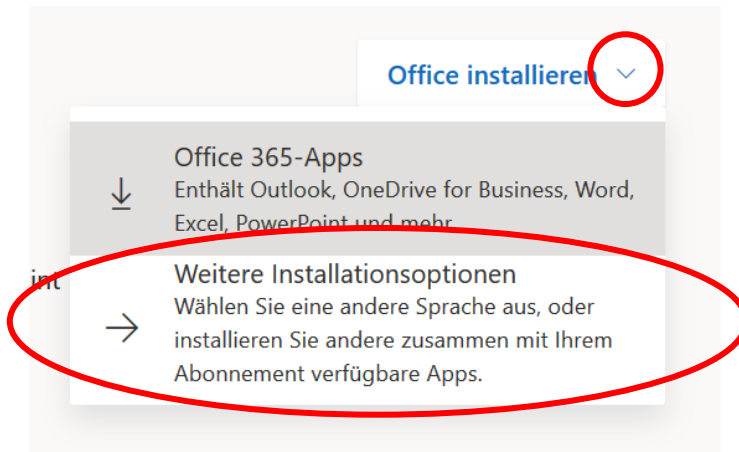 Office installieren
Office 365-Apps
Enthält Outlook, OneDrive for Business, Word,
Excel, PowerPoint und mehr
int
Weitere Installationsoptionen
Wählen Sie eine andere Sprache aus, oder
installieren Sie andere zusammen mit Ihrem
Abonnement verfügbare Apps.